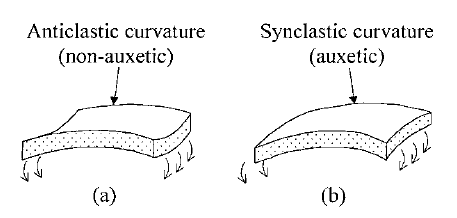 Anticlastic curvature
(non-auxetic)
Synclastic curvature
(auxetic)
(a)
(b)